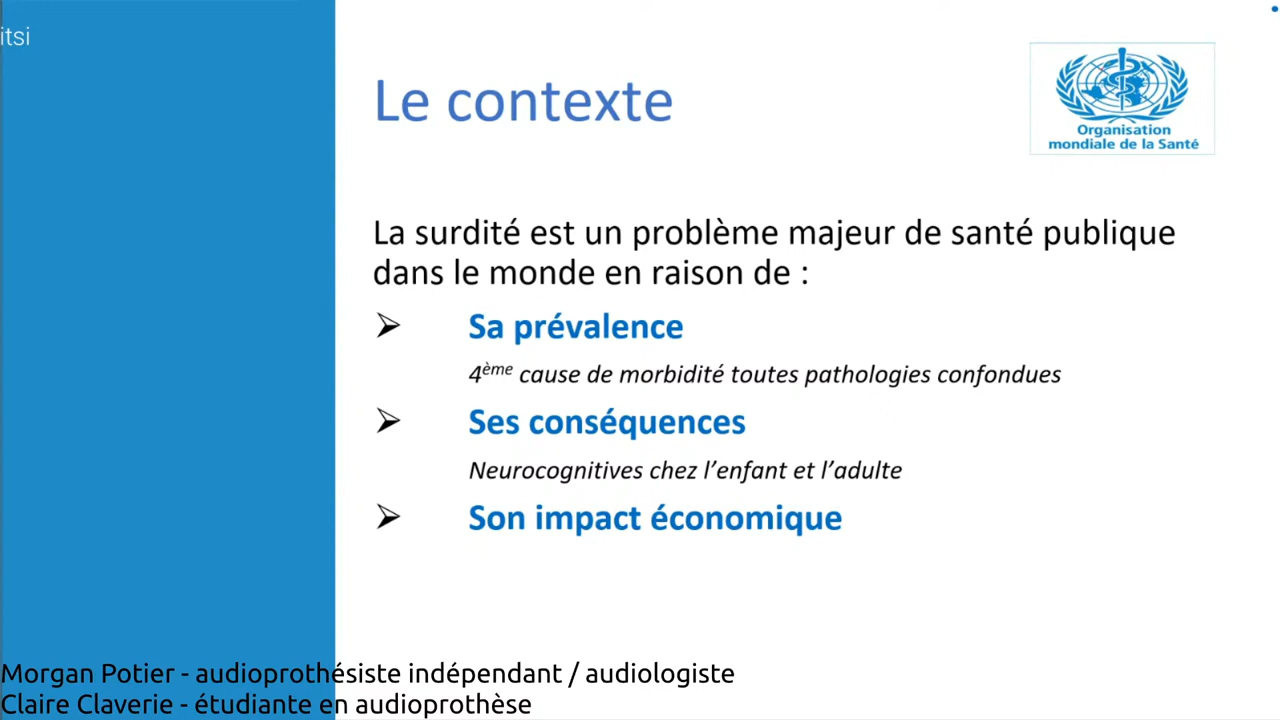 itsi
Le contexte
Organisation
mondiale de la Santé
La surdité est un problème majeur de santé publique
dans le monde en raison de :
Sa prévalence
4ème cause de morbidité toutes pathologies confondues
Ses conséquences
Neurocognitives chez l’enfant et l’adulte
Son impact économique
Morgan Potier - audioprothésiste indépendant / audiologiste
Claire Claverie - étudiante en audioprothèse